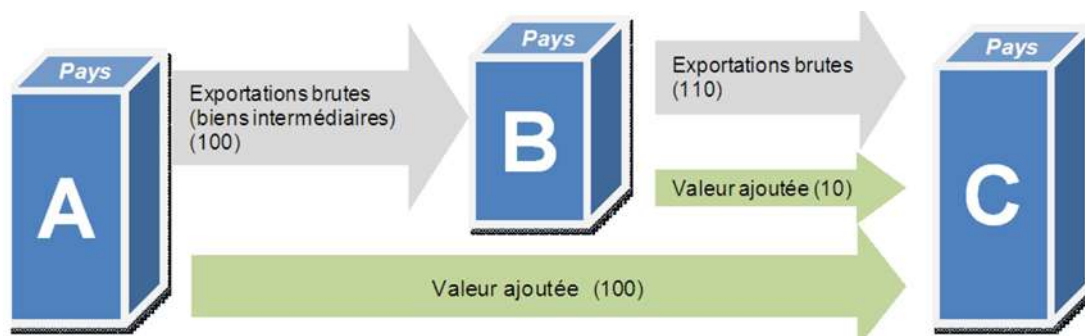 Pays
A
Exportations brutes
(biens intermédiaires)
(100)
Pays
B
Exportations brutes
(110)
Valeur ajoutée (10)
Pays
C
Valeur ajoutée (100)